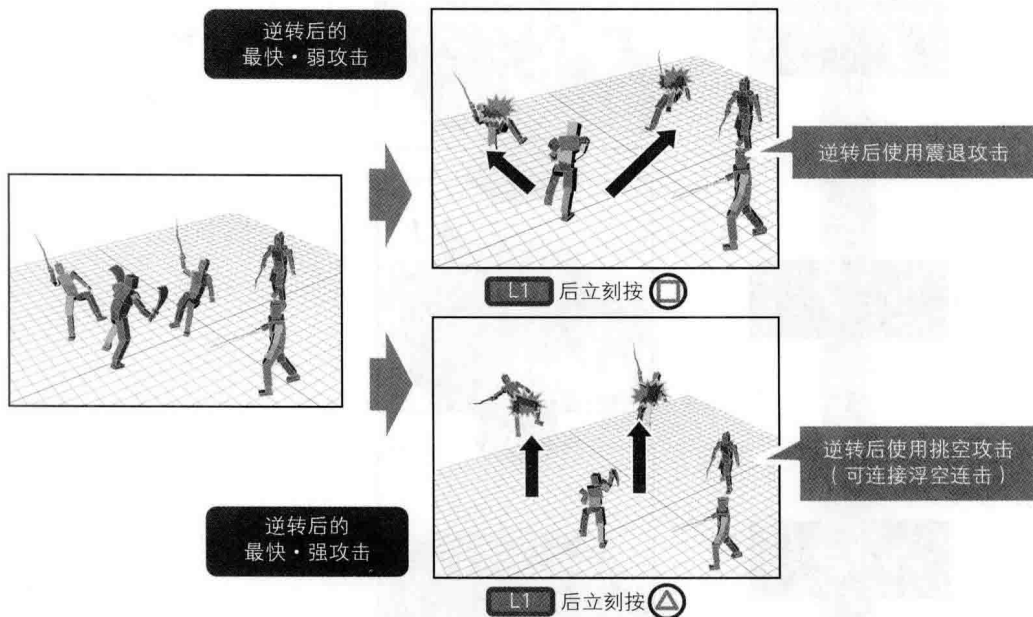 逆转后的
最快・弱攻击
逆转后使用震退攻击
L1 后立刻按 □
逆转后使用挑空攻击
（可连接浮空连击）
逆转后的
最快・强攻击
L1 后立刻按 △